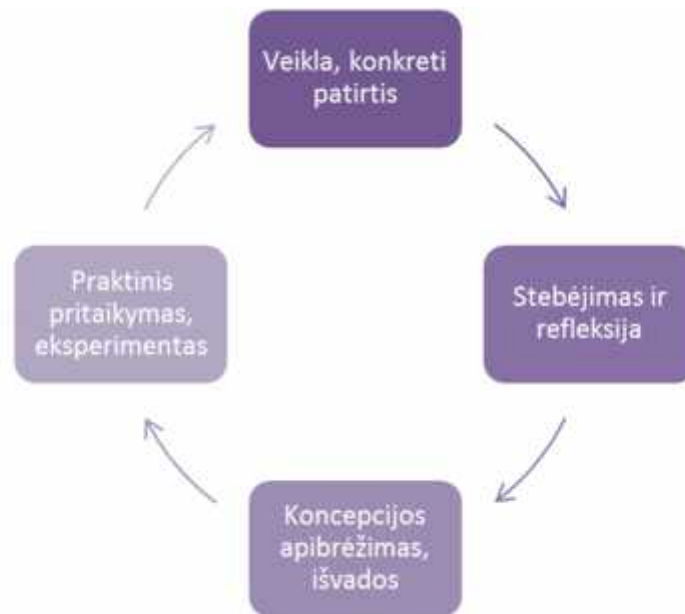 Veikla, konkreti
patirtis
Stebėjimas ir
refleksija
Koncepcijos
apibrėžimas,
išvados
Praktinis
pritaikymas,
eksperimentas